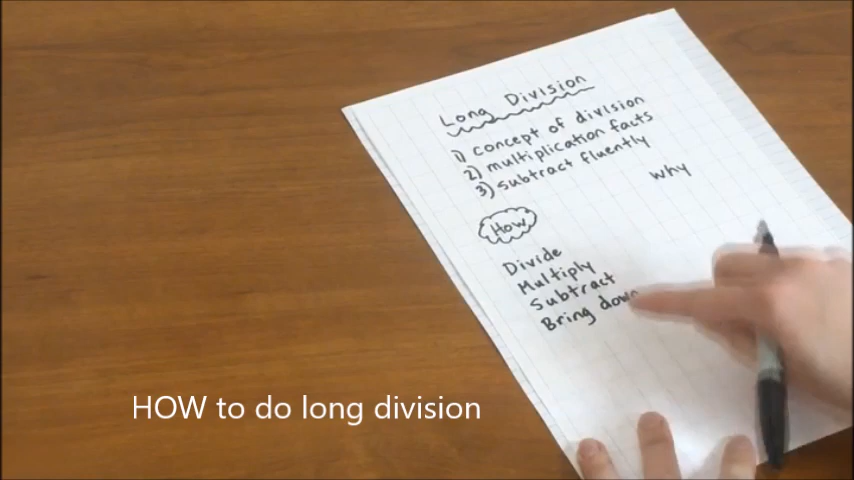 Long Division
1) concept of division
2) multiplication facts
3) subtract fluently
why
How
Divide
Multiply
Subtract
Bring down
HOW to do long division